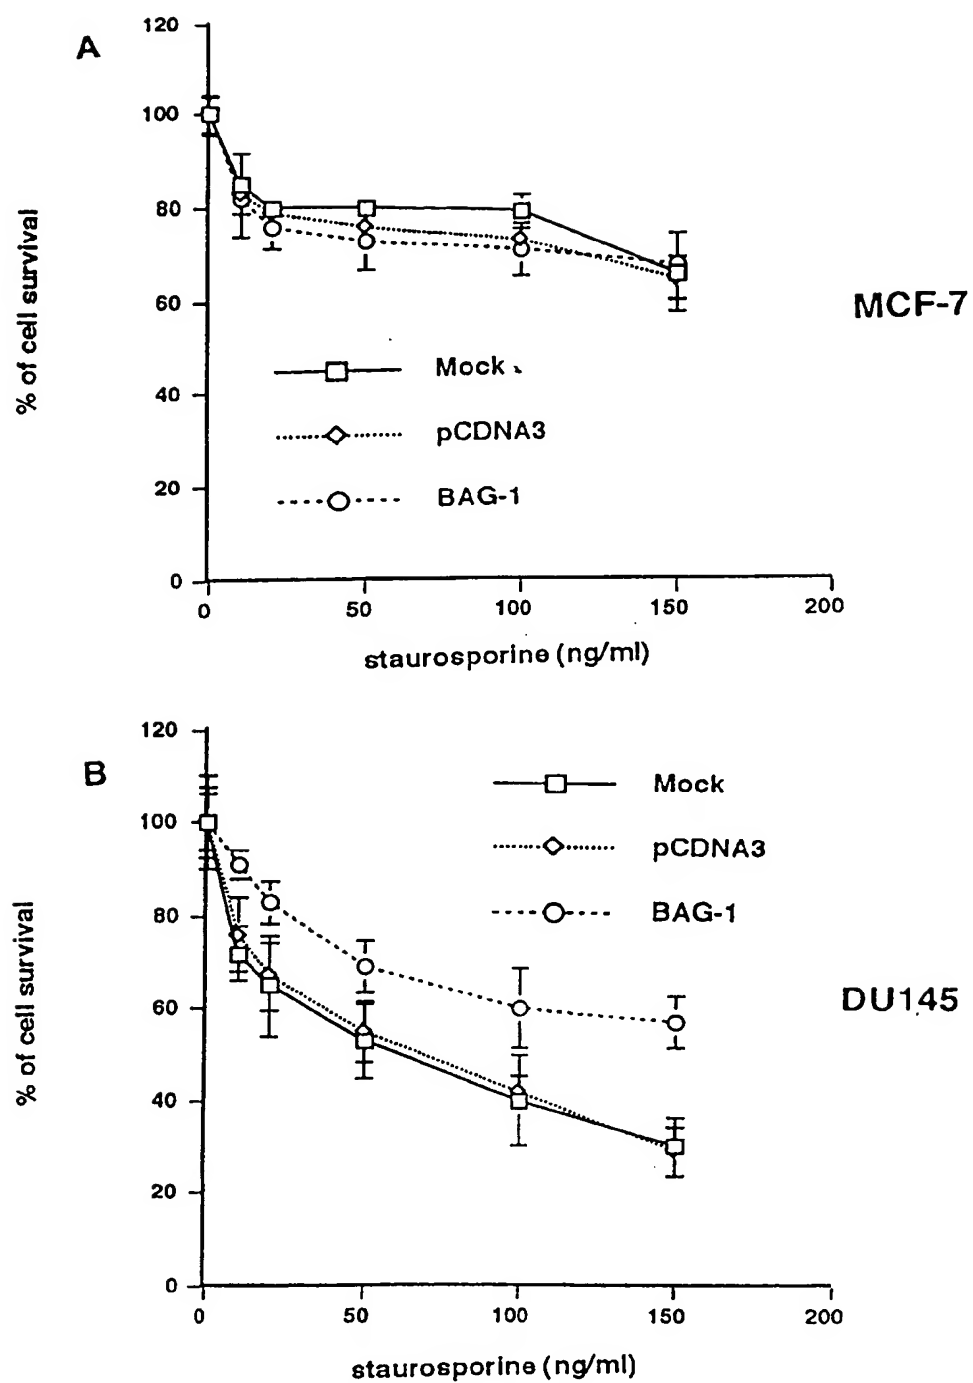 A
120
100
80
60
40
20
0
% of cell survival
Mock
pCDNA3
BAG-1
MCF-7
0 50 100 150 200
staurosporine (ng/ml)
B
120
100
80
60
40
20
0
% of cell survival
Mock
pCDNA3
BAG-1
DU145
0 50 100 150 200
staurosporine (ng/ml)